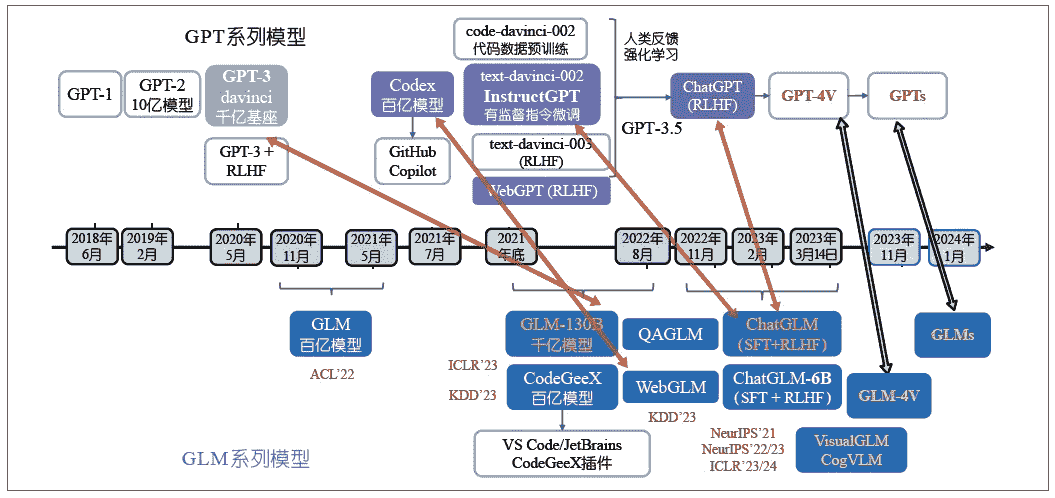 GPT系列模型
GPT-1
GPT-2
10亿模型
GPT-3
davinci
千亿基座
GPT-3 +
RLHF
Codex
百亿模型
GitHub
Copilot
code-davinci-002
代码数据预训练
text-davinci-002
InstructGPT
有监督指令微调
text-davinci-003
(RLHF)
WebGPT (RLHF)
人类反馈
强化学习
GPT-3.5
ChatGPT
(RLHF)
GPT-4V
GPTs
2018年
6月
2019年
2月
2020年
5月
2020年
11月
2021年
5月
2021年
7月
2021
年底
2022年
8月
2022年
11月
2023年
2月
2023年
3月14日
2023年
11月
2024年
1月
GLM
百亿模型
ACL'22
GLM-130B
千亿模型
ICLR'23
KDD'23
CodeGeeX
百亿模型
VS Code/JetBrains
CodeGeeX插件
QAGLM
WebGLM
KDD'23
ChatGLM
(SFT+RLHF)
ChatGLM-6B
(SFT + RLHF)
GLM-4V
GLMs
NeurIPS'21
NeurIPS'22/23
ICLR'23/24
VisualGLM
CogVLM
GLM系列模型